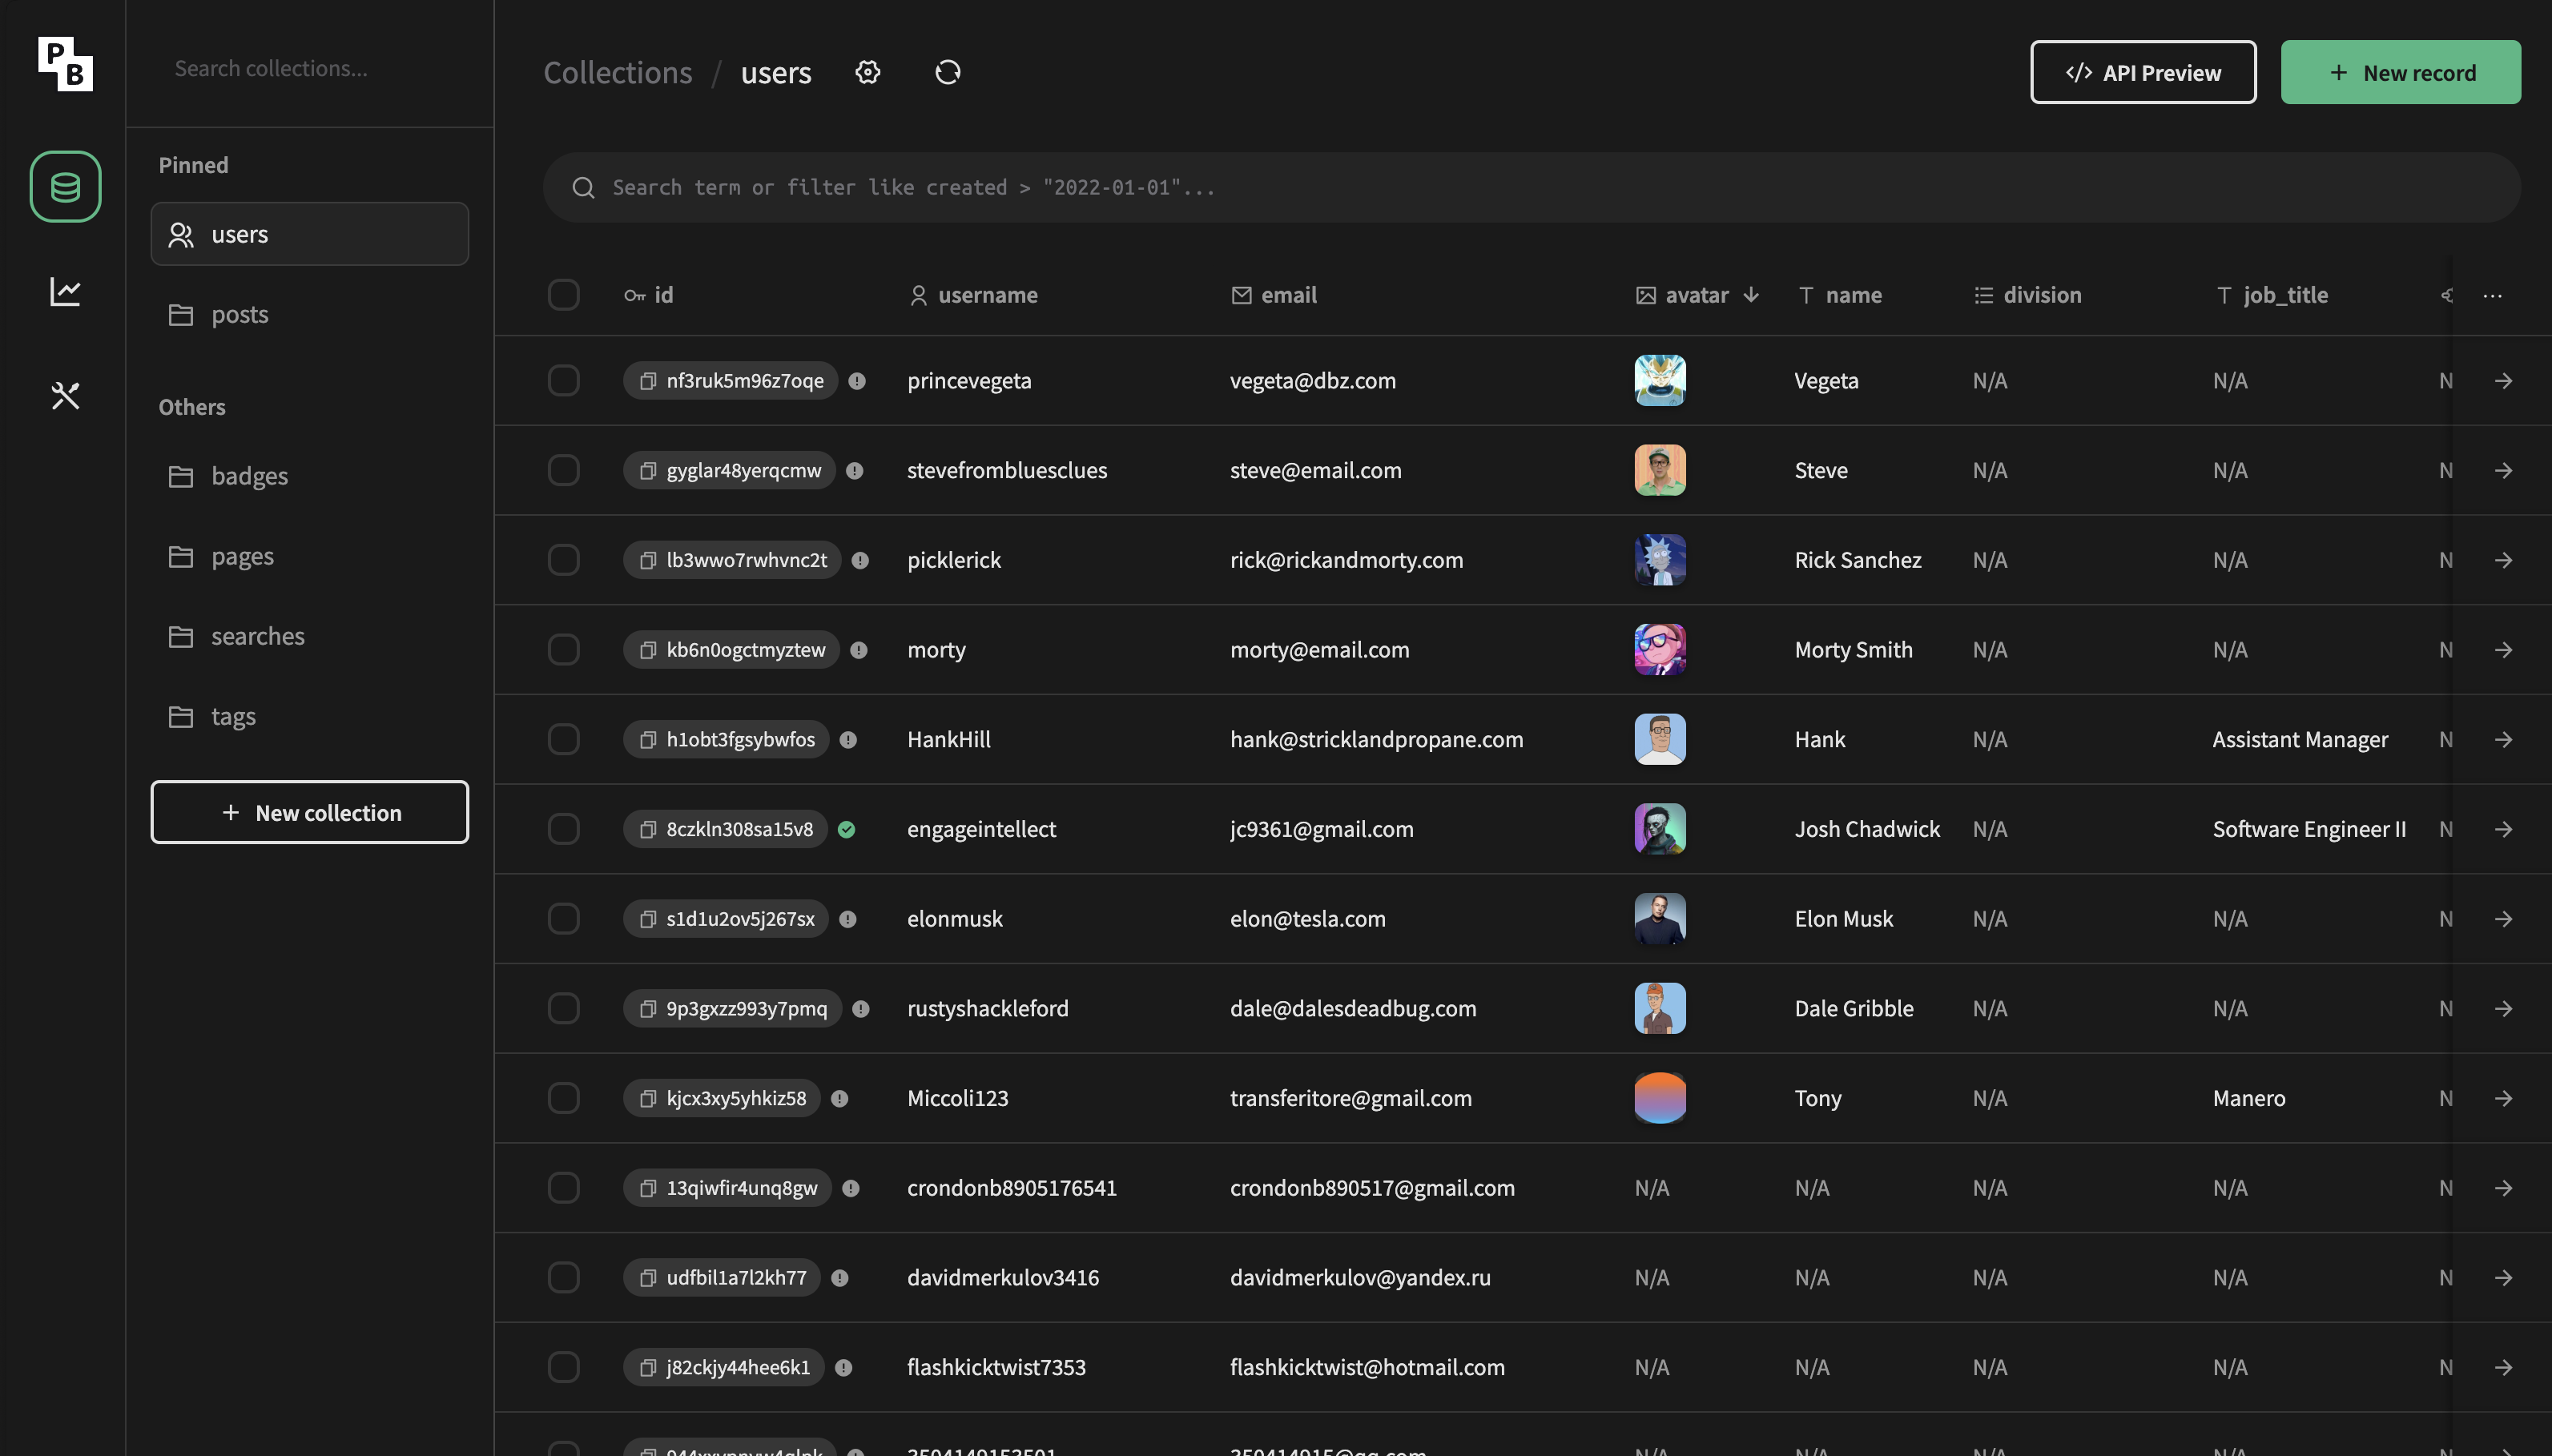 P
B
Search collections...
Pinned
users
posts
Others
badges
pages
searches
tags
+ New collection
Collections / users
</> API Preview
+ New record
Search term or filter like created > "2022-01-01"...
id username email avatar name division job_title ...
nf3ruk5m96z7oqe princevegeta vegeta@dbz.com Vegeta N/A N/A N
gyglar48yerqcmw stevefrombluesclues steve@email.com Steve N/A N/A N
lb3wwo7rwhvnc2t picklerick rick@rickandmorty.com Rick Sanchez N/A N/A N
kb6n0ogctmyztew morty morty@email.com Morty Smith N/A N/A N
h1obt3fgsybwfos HankHill hank@stricklandpropane.com Hank N/A Assistant Manager N
8czkln308sa15v8 engageintellect jc9361@gmail.com Josh Chadwick N/A Software Engineer II N
s1d1u2ov5j267sx elonmusk elon@tesla.com Elon Musk N/A N/A N
9p3gxzz993y7pmq rustyshackleford dale@dalesdeadbug.com Dale Gribble N/A N/A N
kjcx3xy5yhkiz58 Miccoli123 transferitore@gmail.com Tony N/A Manero N
13qiwfir4unq8gw crondonb8905176541 crondonb890517@gmail.com N/A N/A N/A N/A N
udfbil1a7l2kh77 davidmerkulov3416 davidmerkulov@yandex.ru N/A N/A N/A N/A N
j82ckjy44hee6k1 flashkicktwist7353 flashkicktwist@hotmail.com N/A N/A N/A N/A N
N/A N/A N/A N/A N